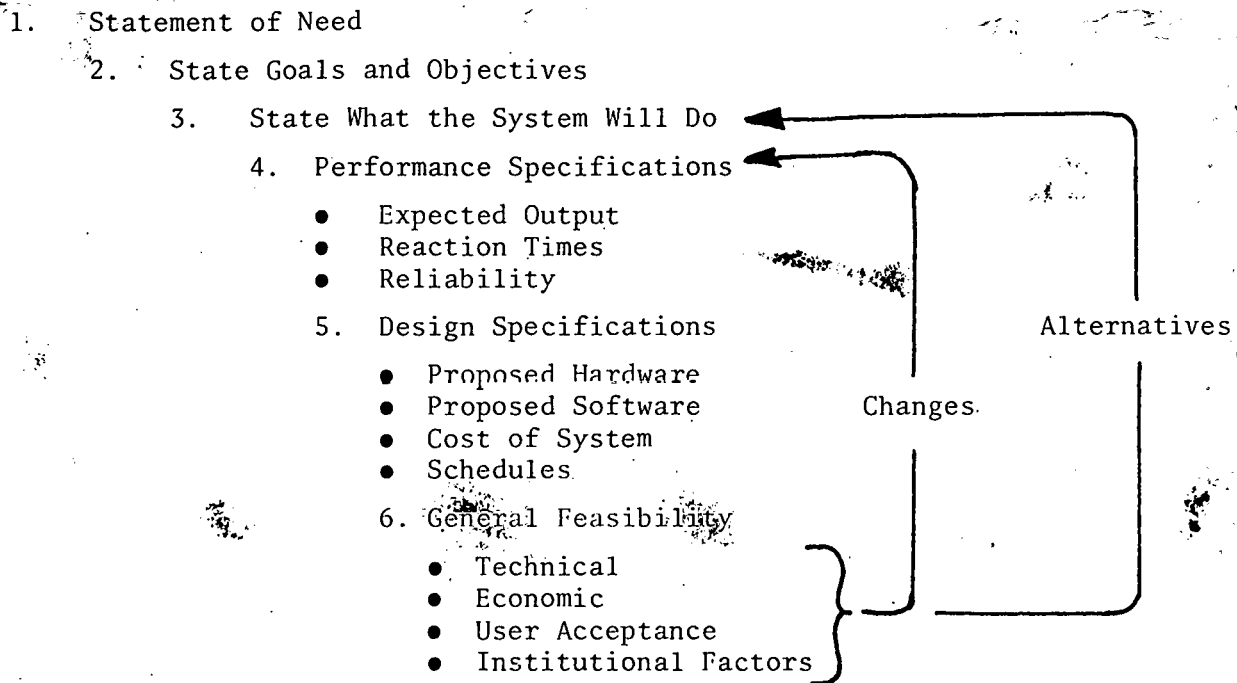 1. Statement of Need
2. State Goals and Objectives
3. State What the System Will Do
4. Performance Specifications
● Expected Output
● Reaction Times
● Reliability
5. Design Specifications
Alternatives
● Proposed Hardware
● Proposed Software
Changes
● Cost of System
● Schedules
6. General Feasibility
● Technical
● Economic
● User Acceptance
● Institutional Factors